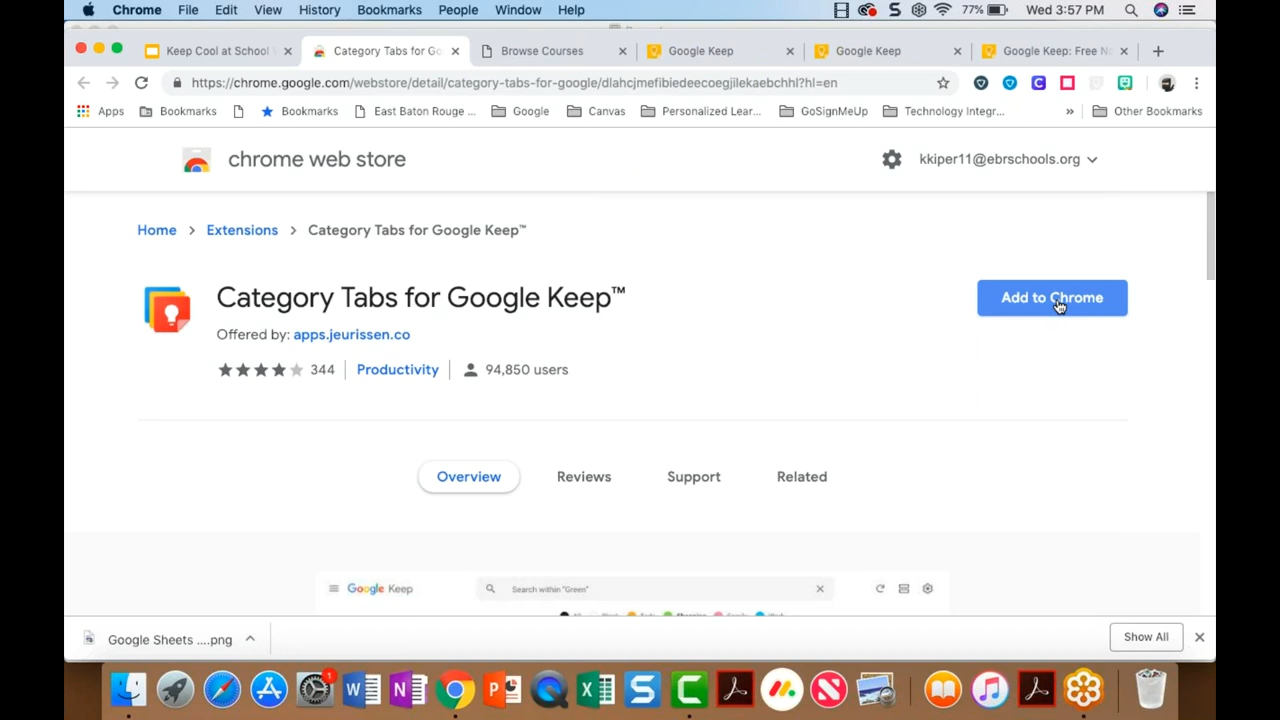 Chrome File Edit View History Bookmarks People Window Help 77% Wed 3:57 PM
Keep Cool at School Category Tabs for Go Browse Courses Google Keep Google Keep Google Keep: Free No
https://chrome.google.com/webstore/detail/category-tabs-for-google/dlahcjmefibiedeecoegjilekaebchhl?hl=en
Apps Bookmarks Bookmarks East Baton Rouge ... Google Canvas Personalized Lear... GoSignMeUp Technology Integr... » Other Bookmarks
chrome web store kkiper11@ebrschools.org
Home Extensions Category Tabs for Google Keep™
Category Tabs for Google Keep™
Add to Chrome
Offered by: apps.jeurissen.co
344 Productivity 94,850 users
Overview Reviews Support Related
Google Keep Search within "Green"
Google Sheets ....png Show All